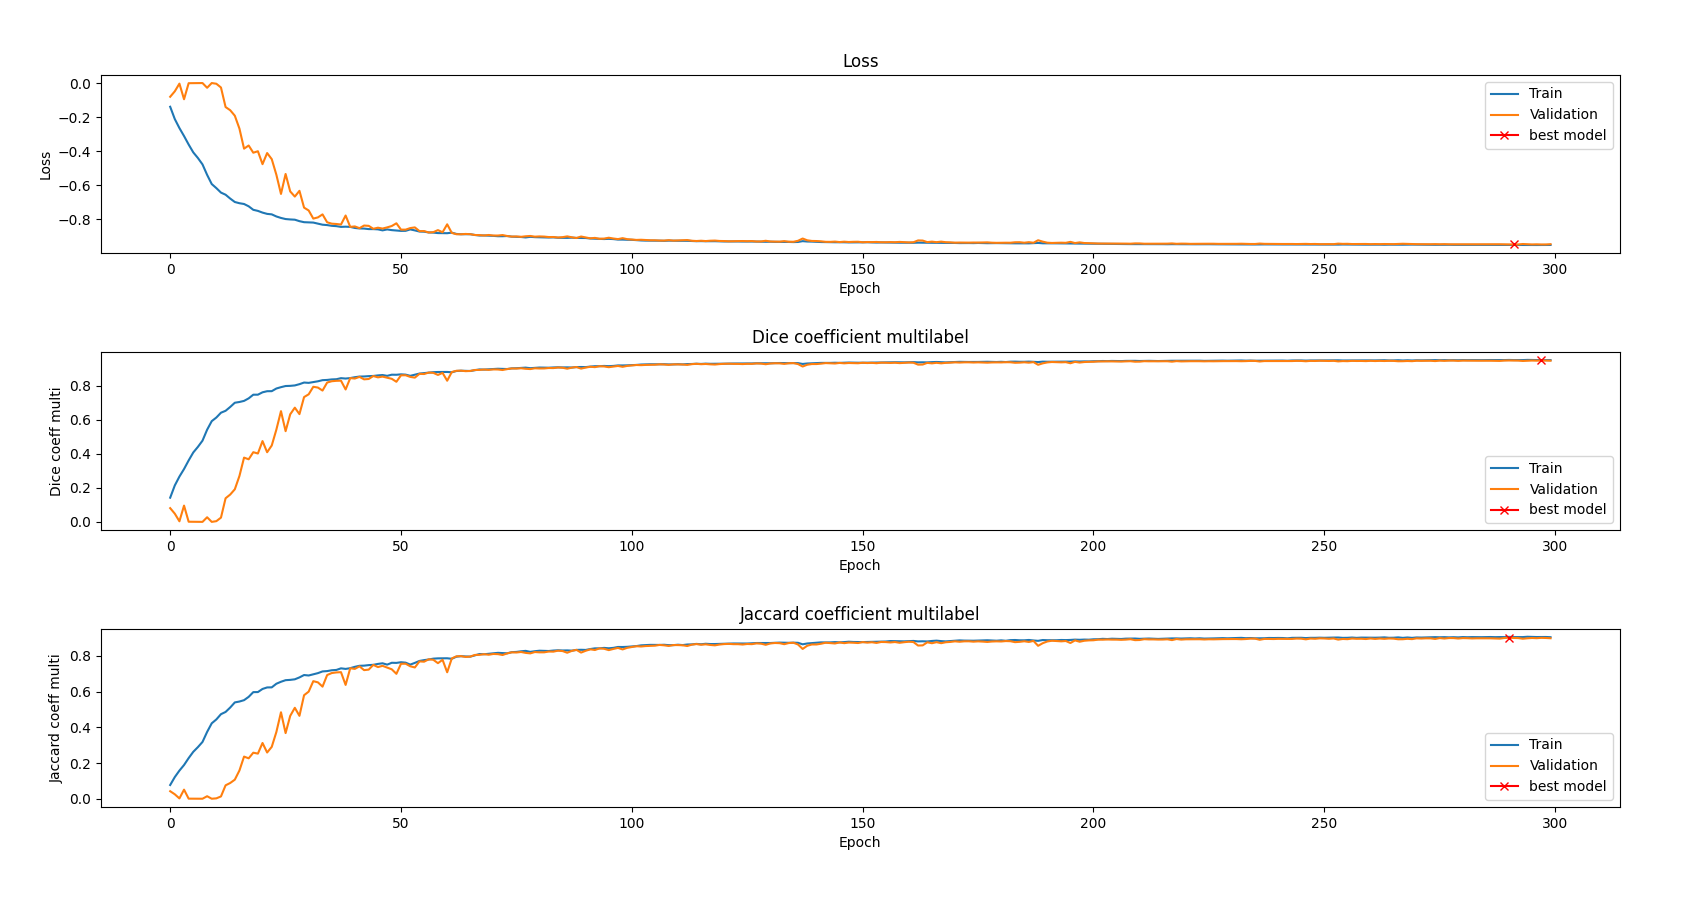 Loss
0.0
−0.2
−0.4
−0.6
−0.8
Loss
Train
Validation
best model
0 50 100 150 200 250 300
Epoch
Dice coefficient multilabel
0.8
0.6
0.4
0.2
0.0
Dice coeff multi
Train
Validation
best model
0 50 100 150 200 250 300
Epoch
Jaccard coefficient multilabel
0.8
0.6
0.4
0.2
0.0
Jaccard coeff multi
Train
Validation
best model
0 50 100 150 200 250 300
Epoch